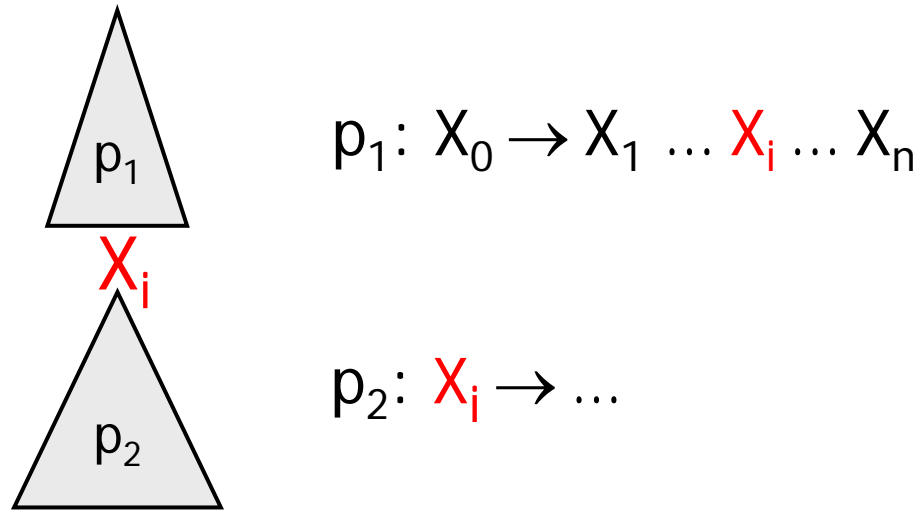 p₁
p₁: X₀ → X₁ ... Xᵢ ... Xₙ
Xᵢ
p₂: Xᵢ → ...
p₂